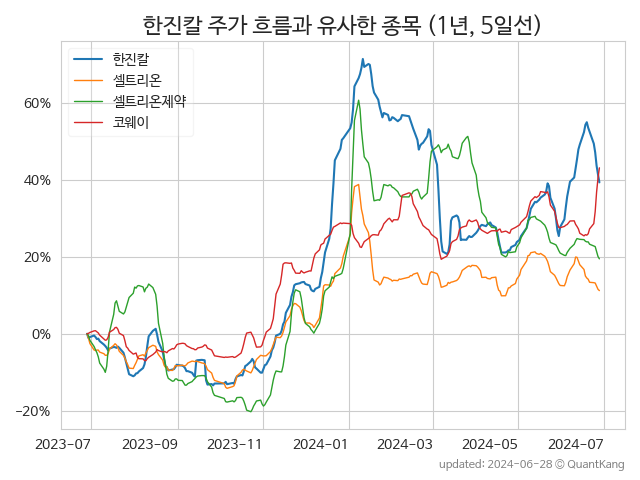 한진칼 주가 흐름과 유사한 종목 (1년, 5일선)
한진칼
셀트리온
셀트리온제약
코웨이
60%
40%
20%
0%
−20%
2023-07 2023-09 2023-11 2024-01 2024-03 2024-05 2024-07
updated: 2024-06-28 © QuantKang